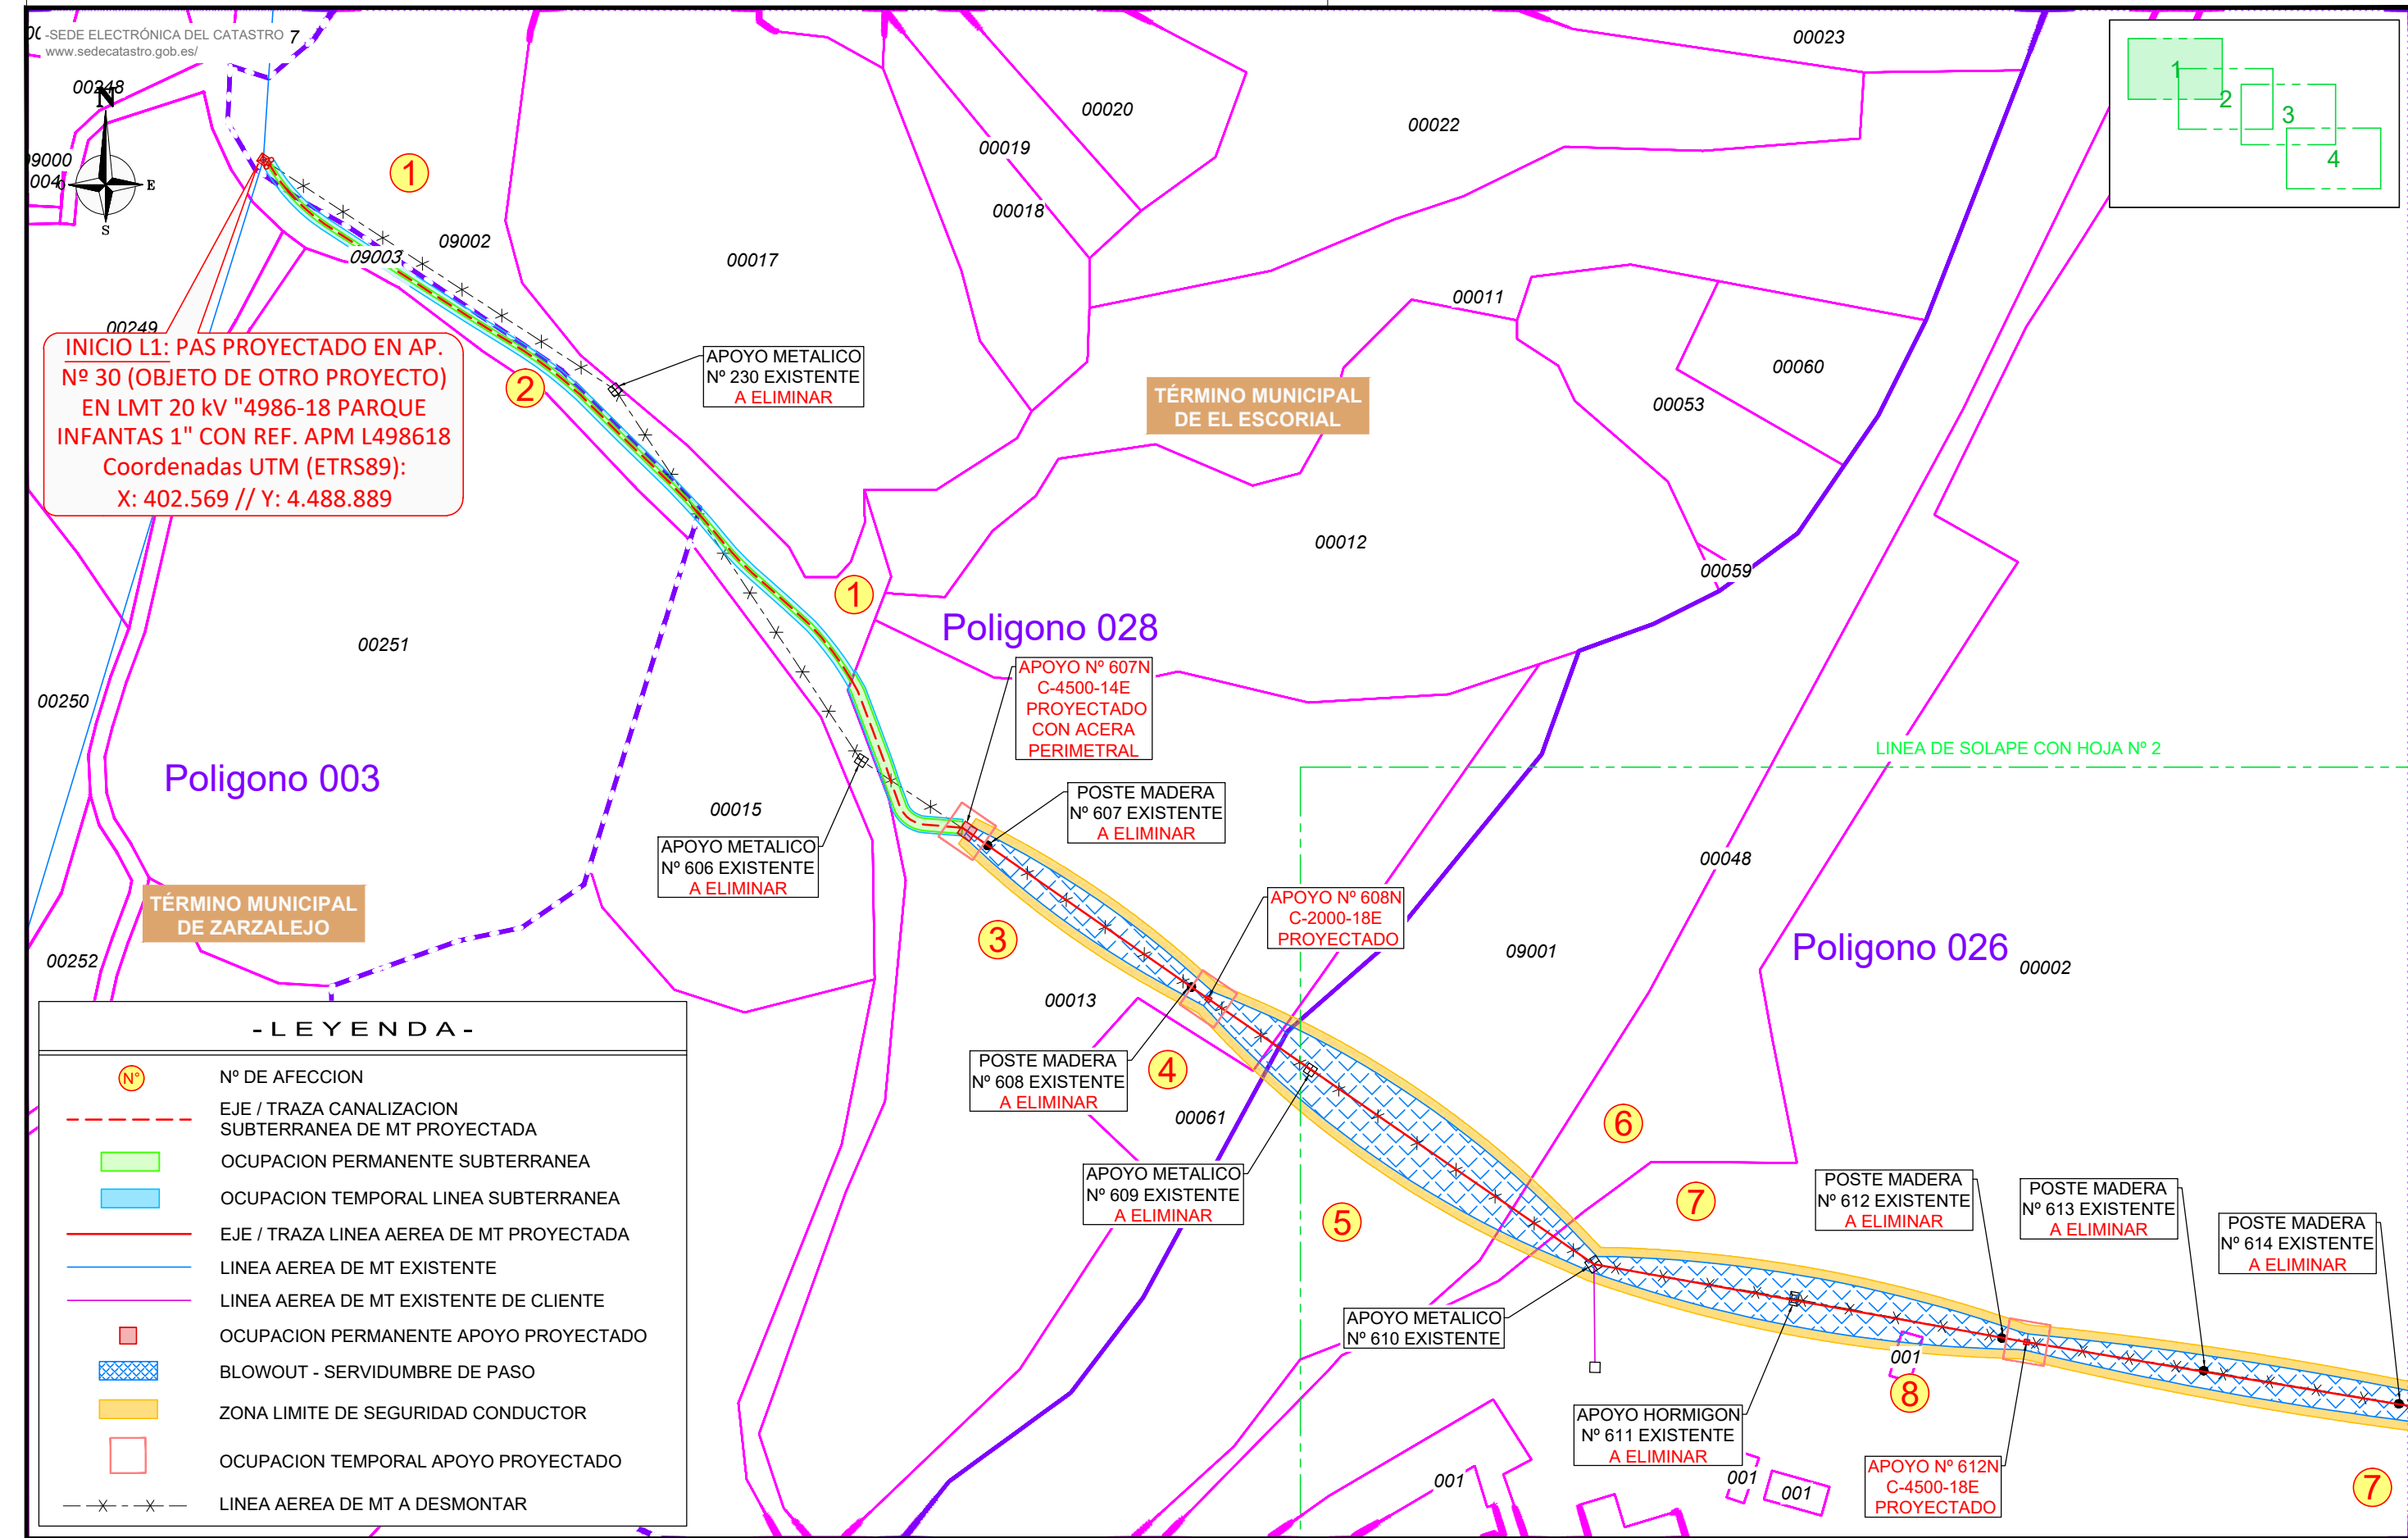 -SEDE ELECTRÓNICA DEL CATASTRO
www.sedecatastro.gob.es/
7
00248
N
E
S
O
09000
004
1
09002
09003
00017
00018
00019
00020
00022
00023
1
2
3
4
00249
INICIO L1: PAS PROYECTADO EN AP.
Nº 30 (OBJETO DE OTRO PROYECTO)
EN LMT 20 kV "4986-18 PARQUE
INFANTAS 1" CON REF. APM L498618
Coordenadas UTM (ETRS89):
X: 402.569 // Y: 4.488.889
2
APOYO METALICO
Nº 230 EXISTENTE
A ELIMINAR
TÉRMINO MUNICIPAL
DE EL ESCORIAL
00011
00060
00053
00012
00059
1
Poligono 028
00251
00250
Poligono 003
APOYO Nº 607N
C-4500-14E
PROYECTADO
CON ACERA
PERIMETRAL
LINEA DE SOLAPE CON HOJA Nº 2
00015
POSTE MADERA
Nº 607 EXISTENTE
A ELIMINAR
APOYO METALICO
Nº 606 EXISTENTE
A ELIMINAR
00048
TÉRMINO MUNICIPAL
DE ZARZALEJO
APOYO Nº 608N
C-2000-18E
PROYECTADO
3
09001
Poligono 026
00002
00252
00013
POSTE MADERA
Nº 608 EXISTENTE
A ELIMINAR
4
00061
6
APOYO METALICO
Nº 609 EXISTENTE
A ELIMINAR
5
7
POSTE MADERA
Nº 612 EXISTENTE
A ELIMINAR
POSTE MADERA
Nº 613 EXISTENTE
A ELIMINAR
POSTE MADERA
Nº 614 EXISTENTE
A ELIMINAR
APOYO METALICO
Nº 610 EXISTENTE
001
8
APOYO HORMIGON
Nº 611 EXISTENTE
A ELIMINAR
APOYO Nº 612N
C-4500-18E
PROYECTADO
001
001
001
7
-LEYENDA-
Nº
Nº DE AFECCION
EJE / TRAZA CANALIZACION
SUBTERRANEA DE MT PROYECTADA
OCUPACION PERMANENTE SUBTERRANEA
OCUPACION TEMPORAL LINEA SUBTERRANEA
EJE / TRAZA LINEA AEREA DE MT PROYECTADA
LINEA AEREA DE MT EXISTENTE
LINEA AEREA DE MT EXISTENTE DE CLIENTE
OCUPACION PERMANENTE APOYO PROYECTADO
BLOWOUT - SERVIDUMBRE DE PASO
ZONA LIMITE DE SEGURIDAD CONDUCTOR
OCUPACION TEMPORAL APOYO PROYECTADO
LINEA AEREA DE MT A DESMONTAR